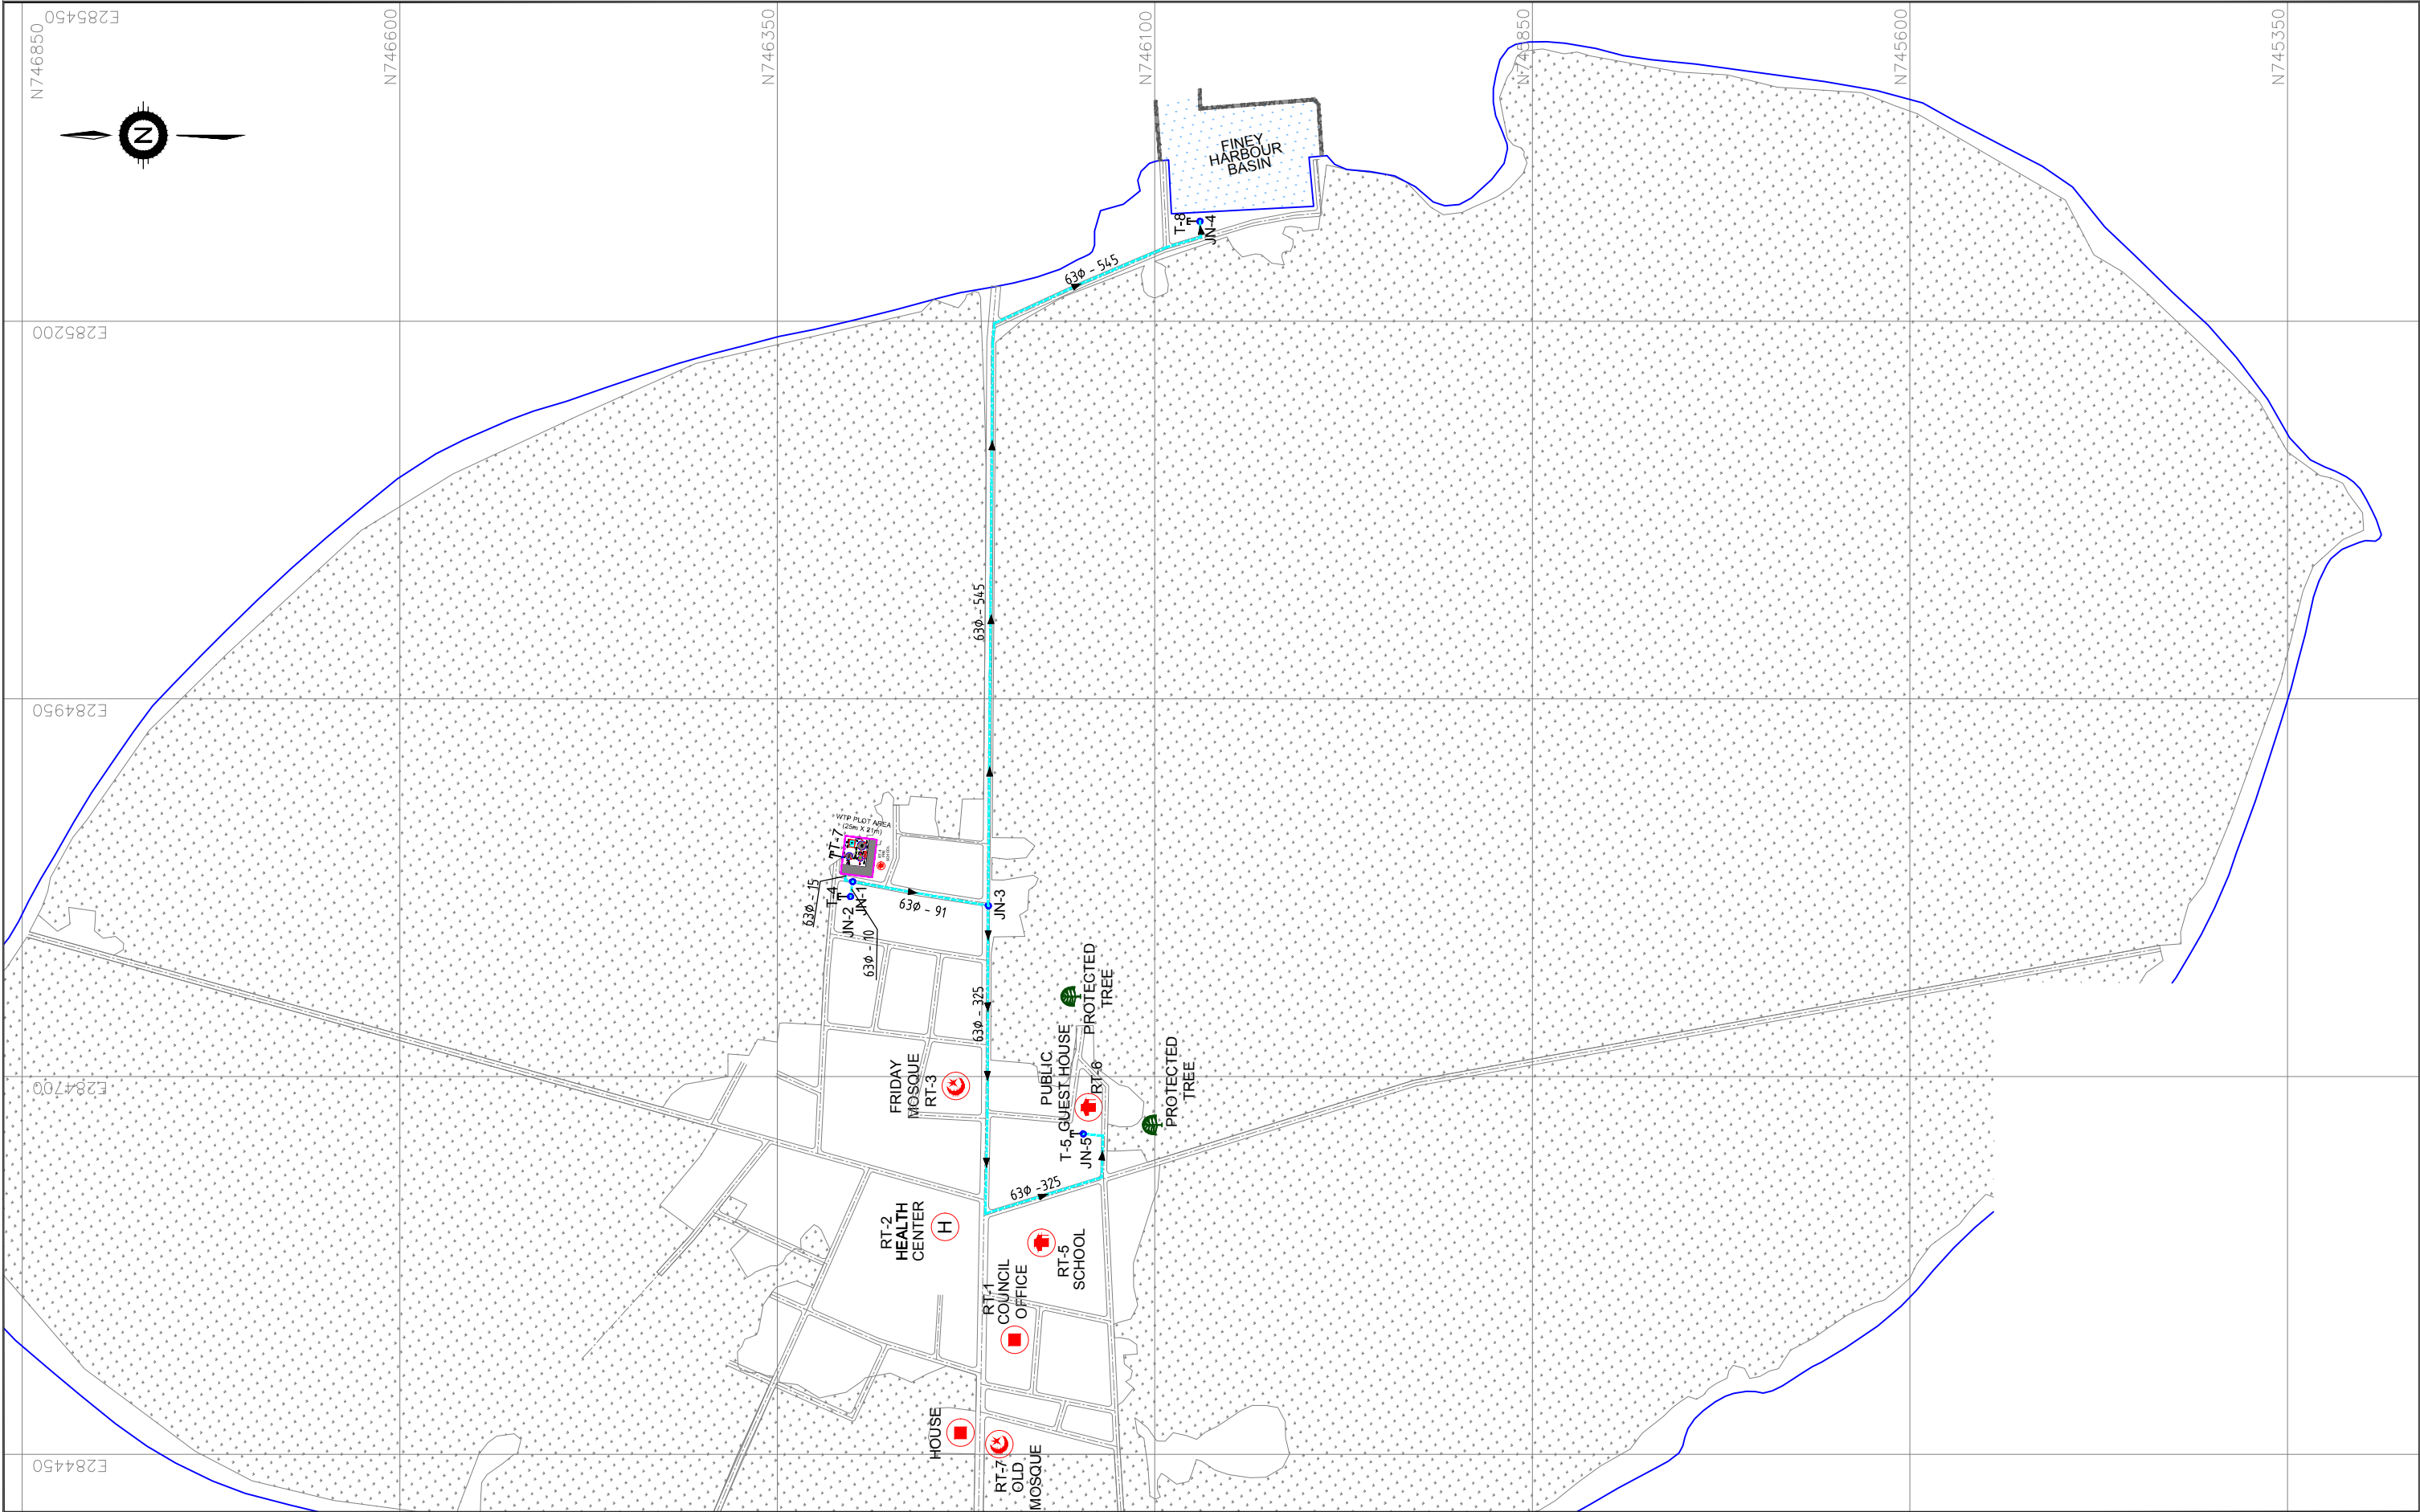 E285450
N746850
N746600
N746350
N746100
N745850
N745600
N745350
N
FINEY
HARBOUR
BASIN
T-8
JN-4
63Ø - 545
E285200
63Ø - 545
E284950
WTP PLOT AREA
(25m X 21m)
T-7
63Ø - 15
T-4
JN-1
JN-2
63Ø - 91
JN-3
63Ø - 10
63Ø - 325
PROTECTED
TREE
FRIDAY
MOSQUE
RT-3
PUBLIC
GUEST HOUSE
RT-6
PROTECTED
TREE
E284700
T-5
JN-5
63Ø -325
RT-2
HEALTH
CENTER
H
RT-5
SCHOOL
RT-1
COUNCIL
OFFICE
HOUSE
RT-7
OLD
MOSQUE
E284450